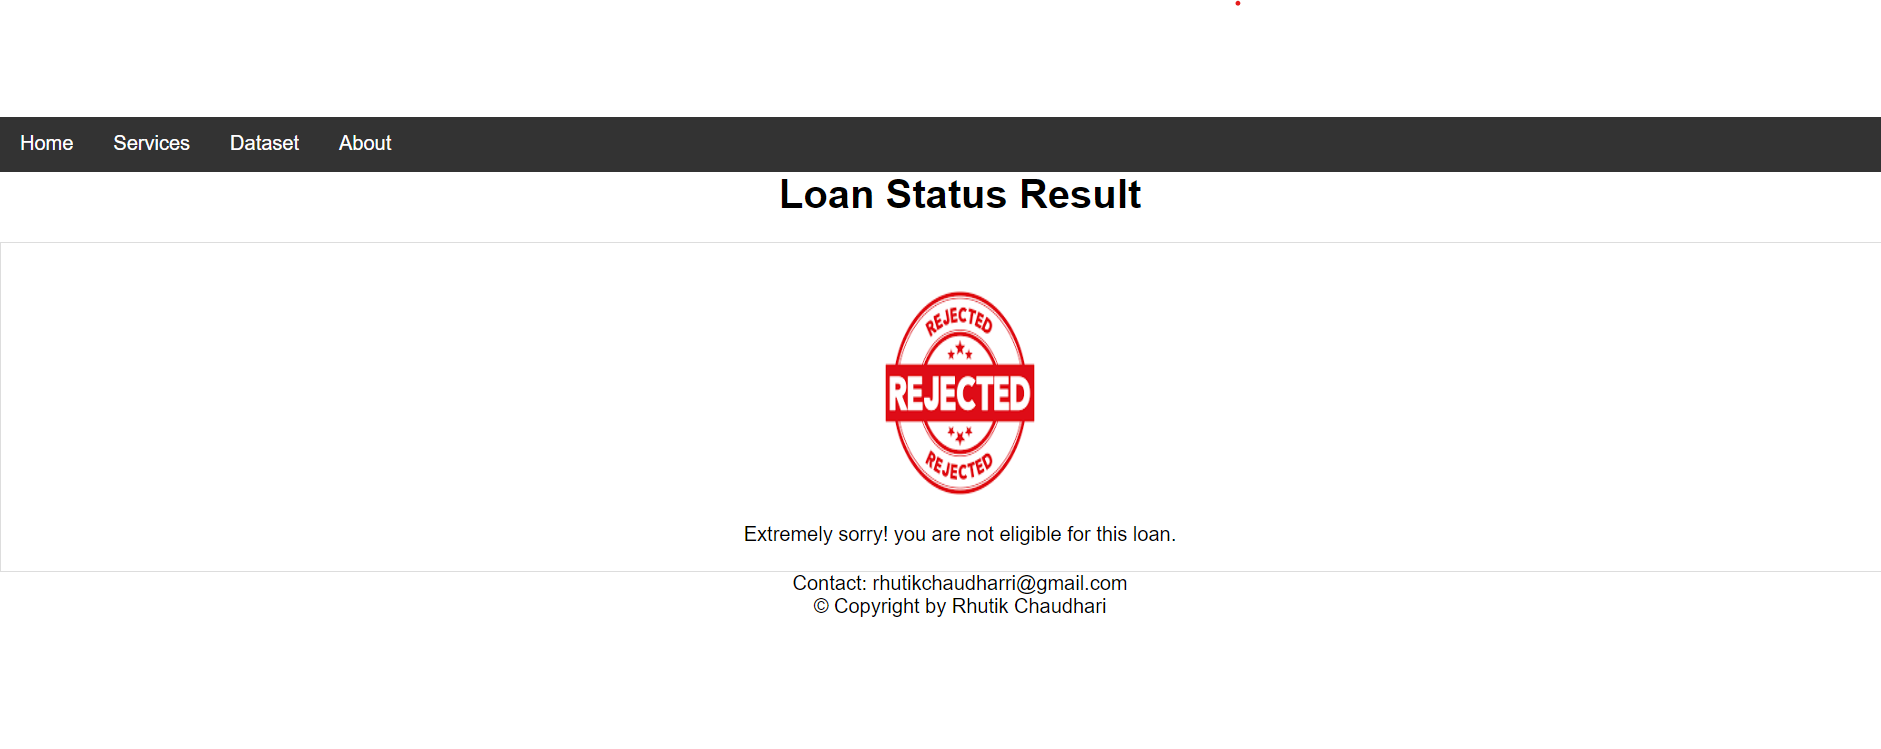 Home Services Dataset About
Loan Status Result
REJECTED
REJECTED
REJECTED
Extremely sorry! you are not eligible for this loan.
Contact: rhutikchaudharri@gmail.com
© Copyright by Rhutik Chaudhari